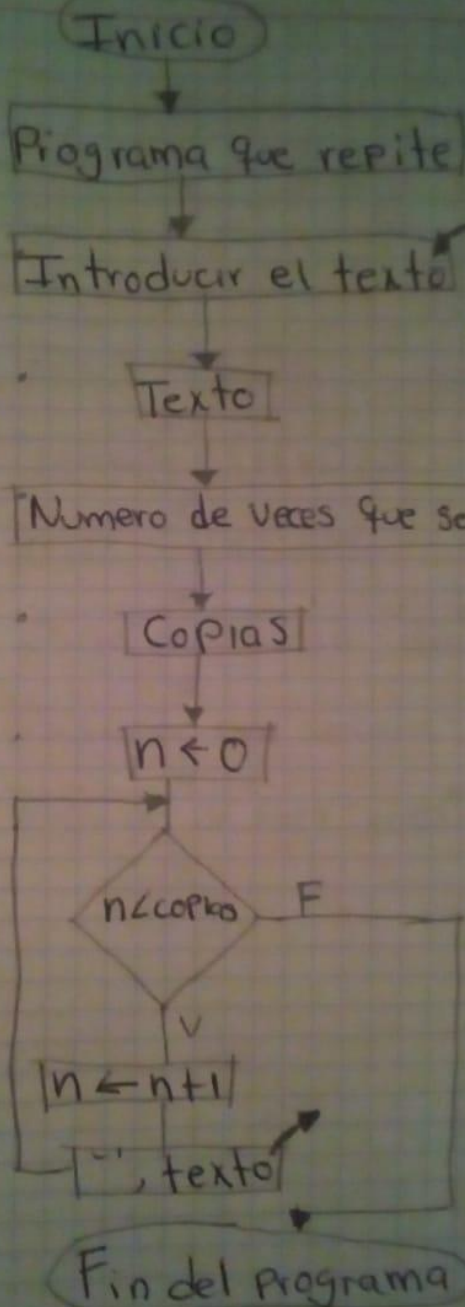 Inicio
Programa que repite
Introducir el texto
Texto
Numero de veces que se
Copias
n ← 0
n < copias
F
V
n ← n+1
" ", texto
Fin del programa